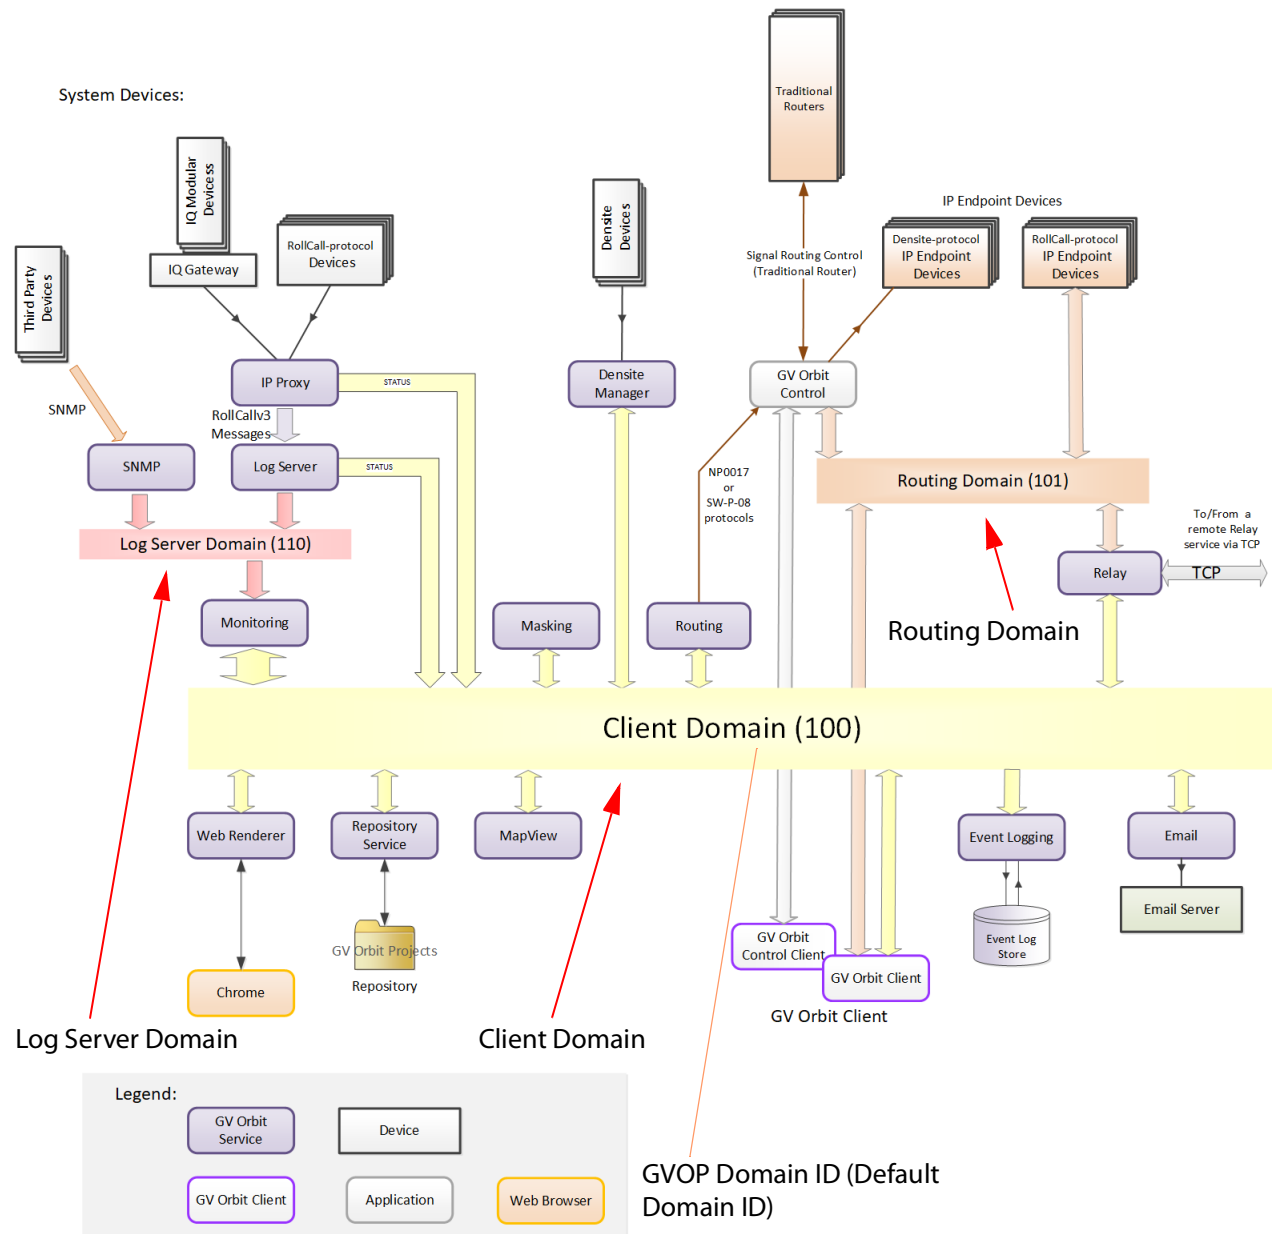 System Devices:
Traditional
Routers
IQ Modular
Devicess
Densite
Devices
IP Endpoint Devices
RollCall-protocol
Devices
Densite-protocol
IP Endpoint
Devices
RollCall-protocol
IP Endpoint
Devices
Third Party
Devices
IQ Gateway
Signal Routing Control
(Traditional Router)
IP Proxy
STATUS
Densite
Manager
GV Orbit
Control
SNMP
RollCallv3
Messages
SNMP
Log Server
STATUS
NP0017
or
SW-P-08
protocols
Routing Domain (101)
To/From a
remote Relay
service via TCP
Log Server Domain (110)
Relay
TCP
Monitoring
Masking
Routing
Routing Domain
Client Domain (100)
Web Renderer
Repository
Service
MapView
Event Logging
Email
GV Orbit Projects
Repository
GV Orbit
Control Client
GV Orbit Client
GV Orbit Client
Event Log
Store
Email Server
Chrome
Log Server Domain
Client Domain
Legend:
GV Orbit
Service
Device
GV Orbit Client
Application
Web Browser
GVOP Domain ID (Default
Domain ID)